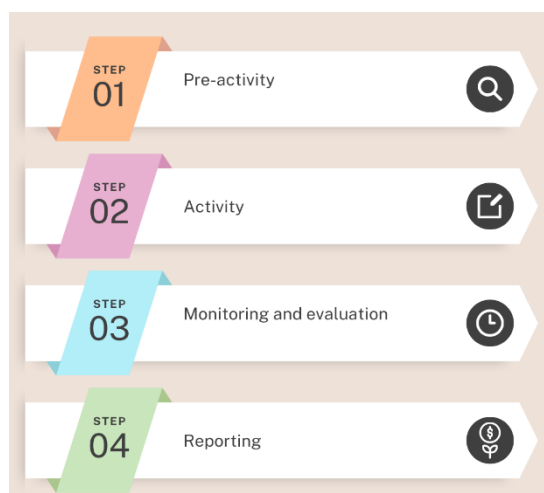 STEP
01
Pre-activity
STEP
02
Activity
STEP
03
Monitoring and evaluation
STEP
04
Reporting
$